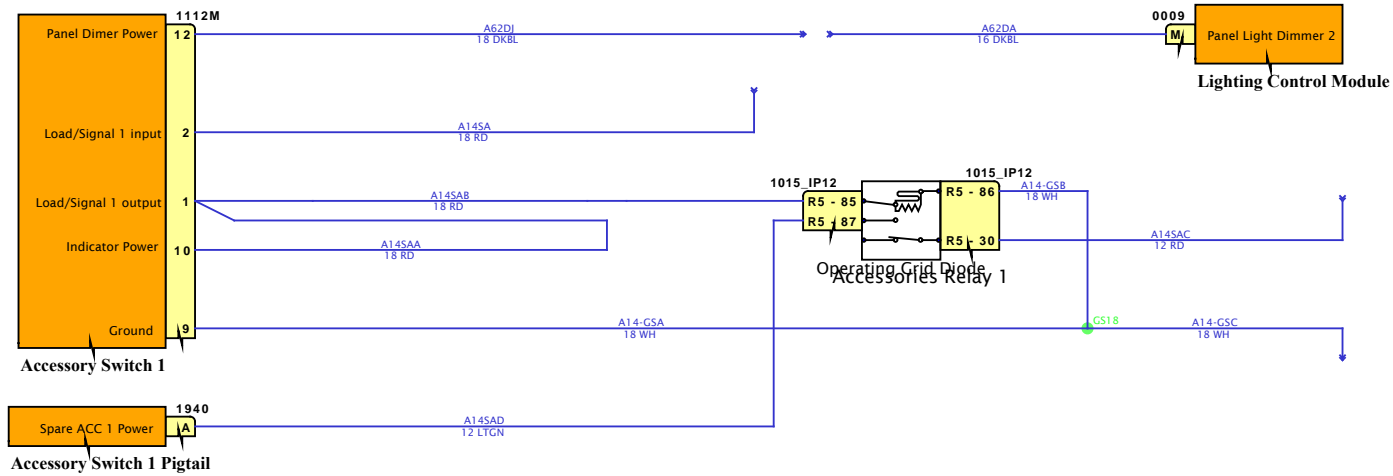 1112M
Panel Dimer Power
12
A62DJ
18 DKBL
A62DA
16 DKBL
0009
M
Panel Light Dimmer 2
Lighting Control Module
Load/Signal 1 input
2
A14SA
18 RD
Load/Signal 1 output
1
A14SAB
18 RD
Indicator Power
10
A14SAA
18 RD
1015_IP12
R5 - 85
R5 - 87
1015_IP12
R5 - 86
R5 - 30
A14-GSB
18 WH
A14SAC
12 RD
Operating Grid Diode
Accessories Relay 1
Ground
9
A14-GSA
18 WH
GS18
A14-GSC
18 WH
Accessory Switch 1
1940
Spare ACC 1 Power
A
A14SAD
12 LTGN
Accessory Switch 1 Pigtail